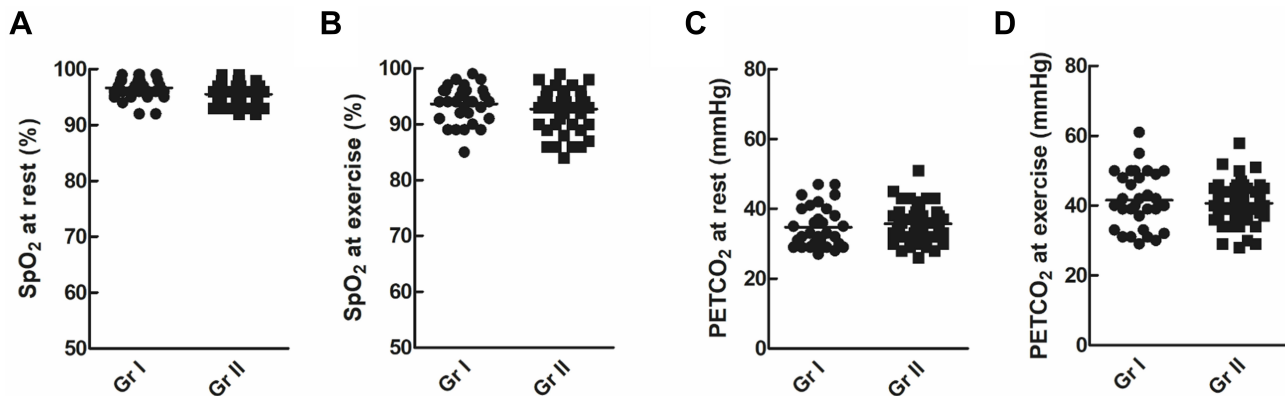 A
SpO2 at rest (%)
100
90
80
70
60
50
Gr I
Gr II
B
SpO2 at exercise (%)
100
90
80
70
60
50
Gr I
Gr II
C
PETCO2 at rest (mmHg)
80
60
40
20
0
Gr I
Gr II
D
PETCO2 at exercise (mmHg)
80
60
40
20
0
Gr I
Gr II